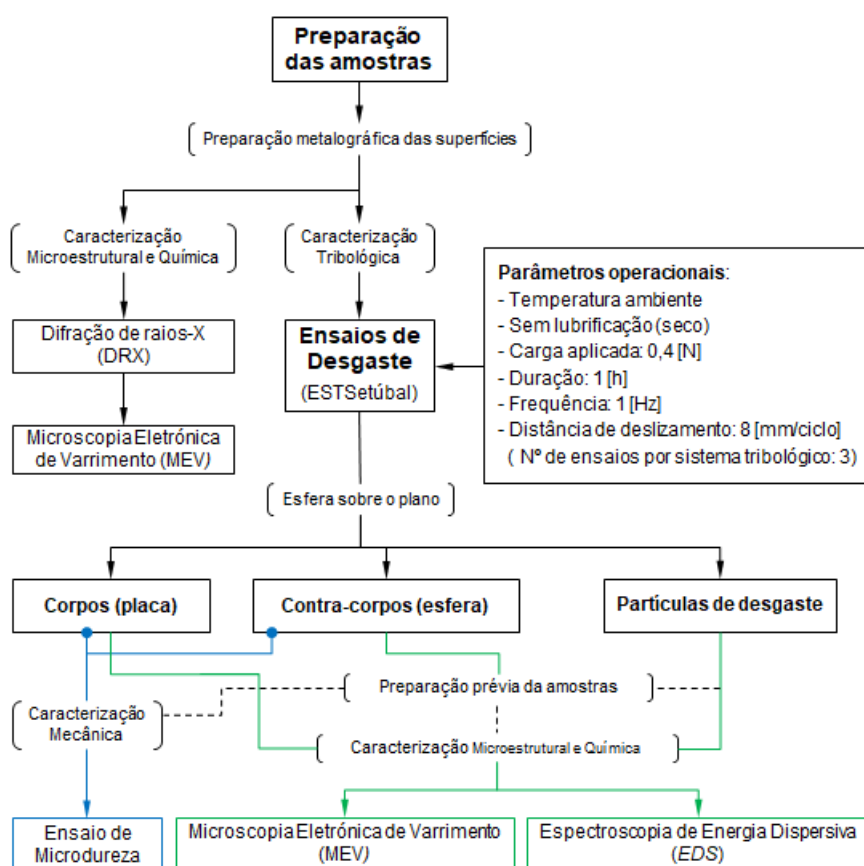 Preparação
das amostras
Preparação metalográfica das superfícies
Caracterização
Microestrutural e Química
Caracterização
Tribológica
Parâmetros operacionais:
- Temperatura ambiente
- Sem lubrificação (seco)
- Carga aplicada: 0,4 [N]
- Duração: 1 [h]
- Frequência: 1 [Hz]
- Distância de deslizamento: 8 [mm/ciclo]
( Nº de ensaios por sistema tribológico: 3)
Difração de raios-X
(DRX)
Ensaios de
Desgaste
(ESTSetúbal)
Microscopia Eletrónica
de Varrimento (MEV)
Esfera sobre o plano
Corpos (placa)
Contra-corpos (esfera)
Partículas de desgaste
Preparação prévia da amostras
Caracterização
Mecânica
Caracterização Microestrutural e Química
Ensaio de
Microdureza
Microscopia Eletrónica de Varrimento
(MEV)
Espectroscopia de Energia Dispersiva
(EDS)